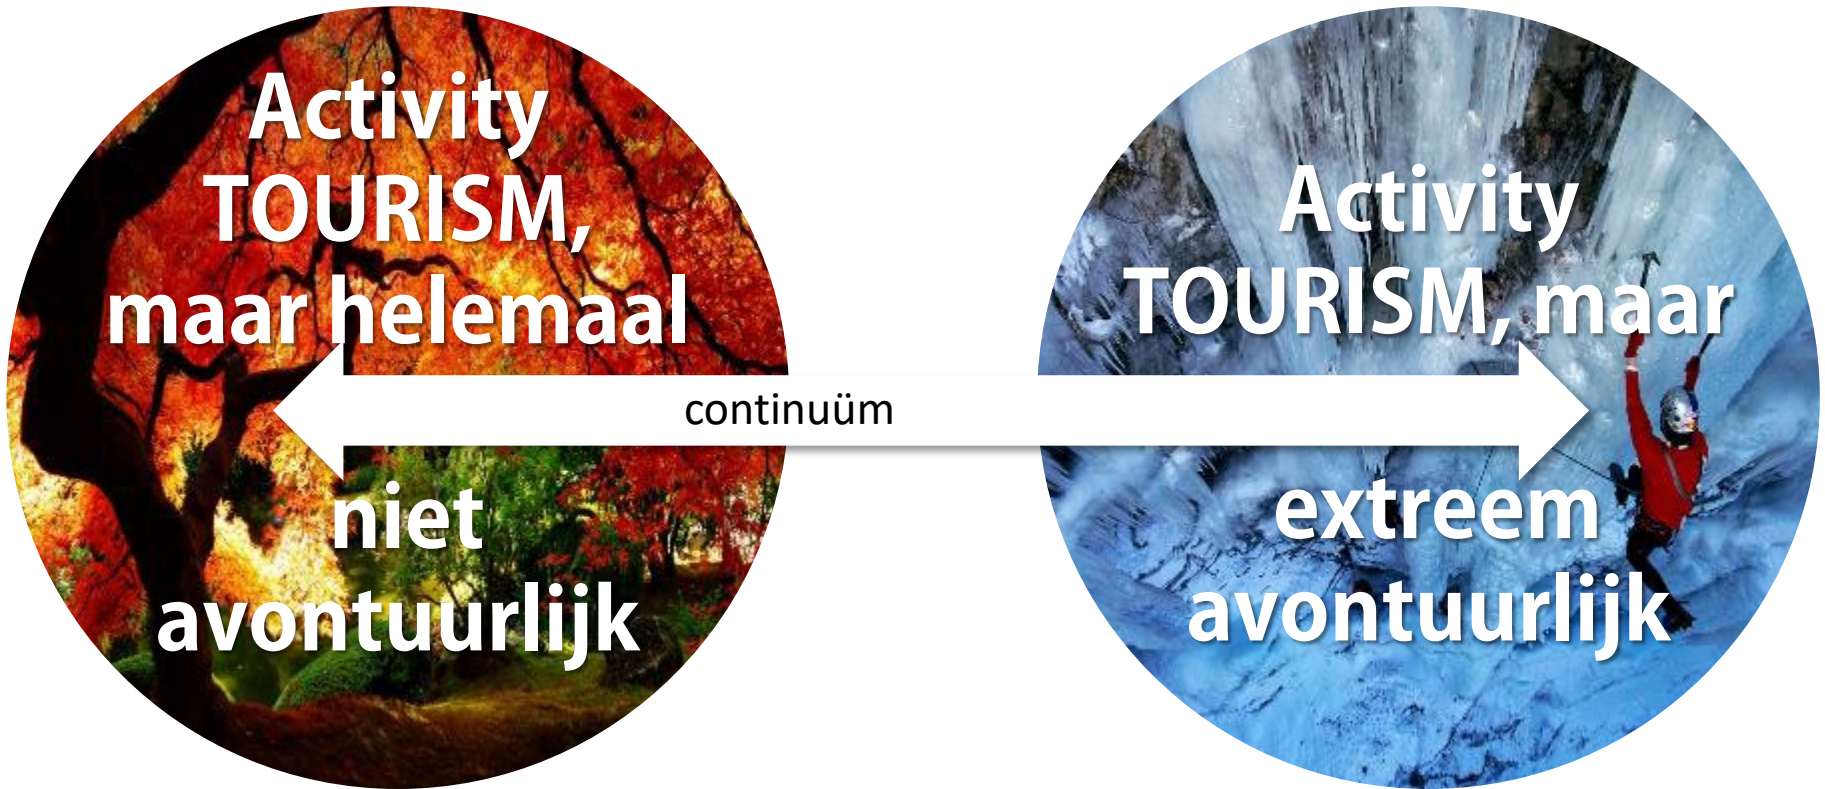 Activity
TOURISM,
maar helemaal
niet
avontuurlijk
continuüm
Activity
TOURISM, maar
extreem
avontuurlijk